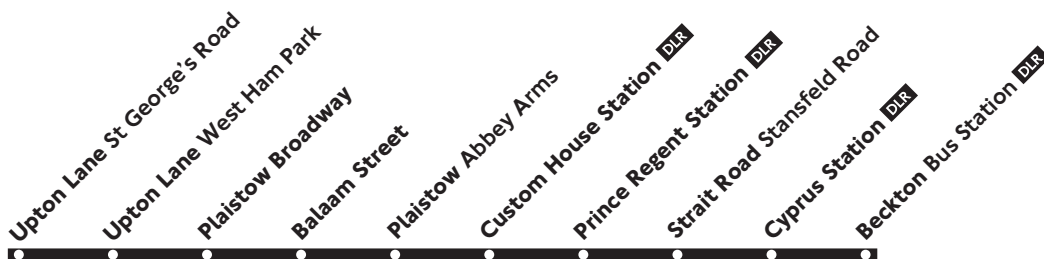 Upton Lane St George's Road
Upton Lane West Ham Park
Plaistow Broadway
Balaam Street
Plaistow Abbey Arms
Custom House Station DLR
Prince Regent Station DLR
Strait Road Stansfeld Road
Cyprus Station DLR
Beckton Bus Station DLR